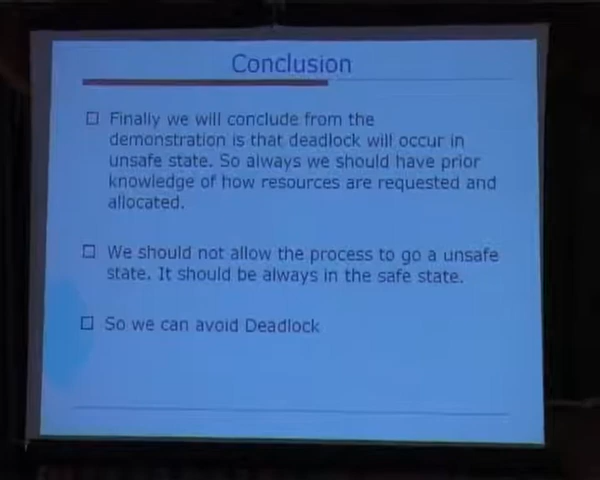 Conclusion
Finally we will conclude from the
demonstration is that deadlock will occur in
unsafe state. So always we should have prior
knowledge of how resources are requested and
allocated.
We should not allow the process to go a unsafe
state. It should be always in the safe state.
So we can avoid Deadlock